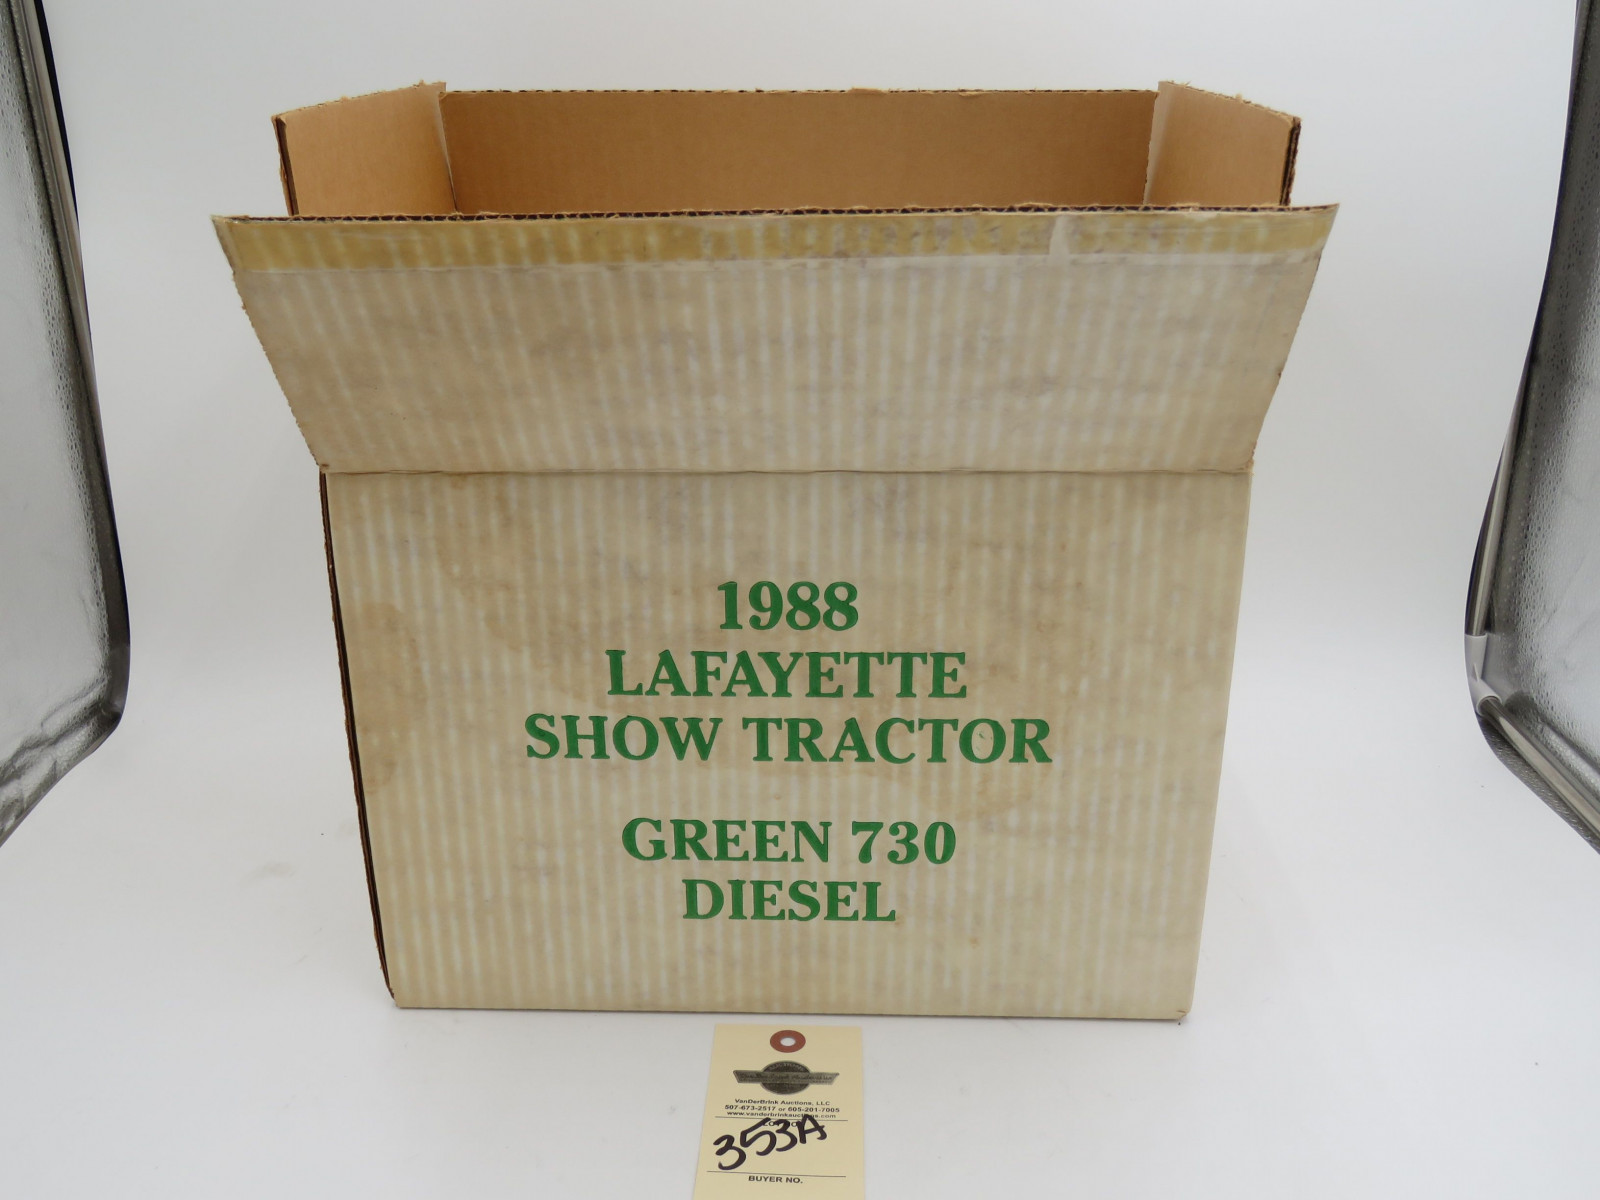 1988
LAFAYETTE
SHOW TRACTOR
GREEN 730
DIESEL
VanDerBrink Auctions, LLC
507-673-2517 or 605-201-7005
www.vanderbrinkauctions.com
353A
BUYER NO.